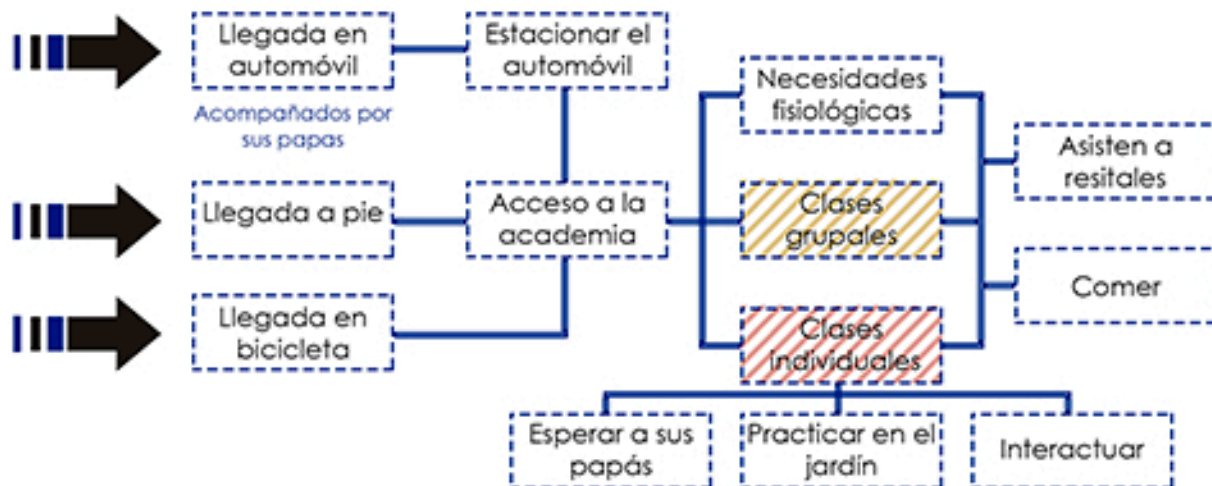 Llegada en
automóvil
Estacionar el
automóvil
Acompañados por
sus papas
Llegada a pie
Acceso a la
academia
Llegada en
bicicleta
Necesidades
fisiológicas
Clases
grupales
Clases
individuales
Asisten a
resitales
Comer
Esperar a sus
papás
Practicar en el
jardín
Interactuar